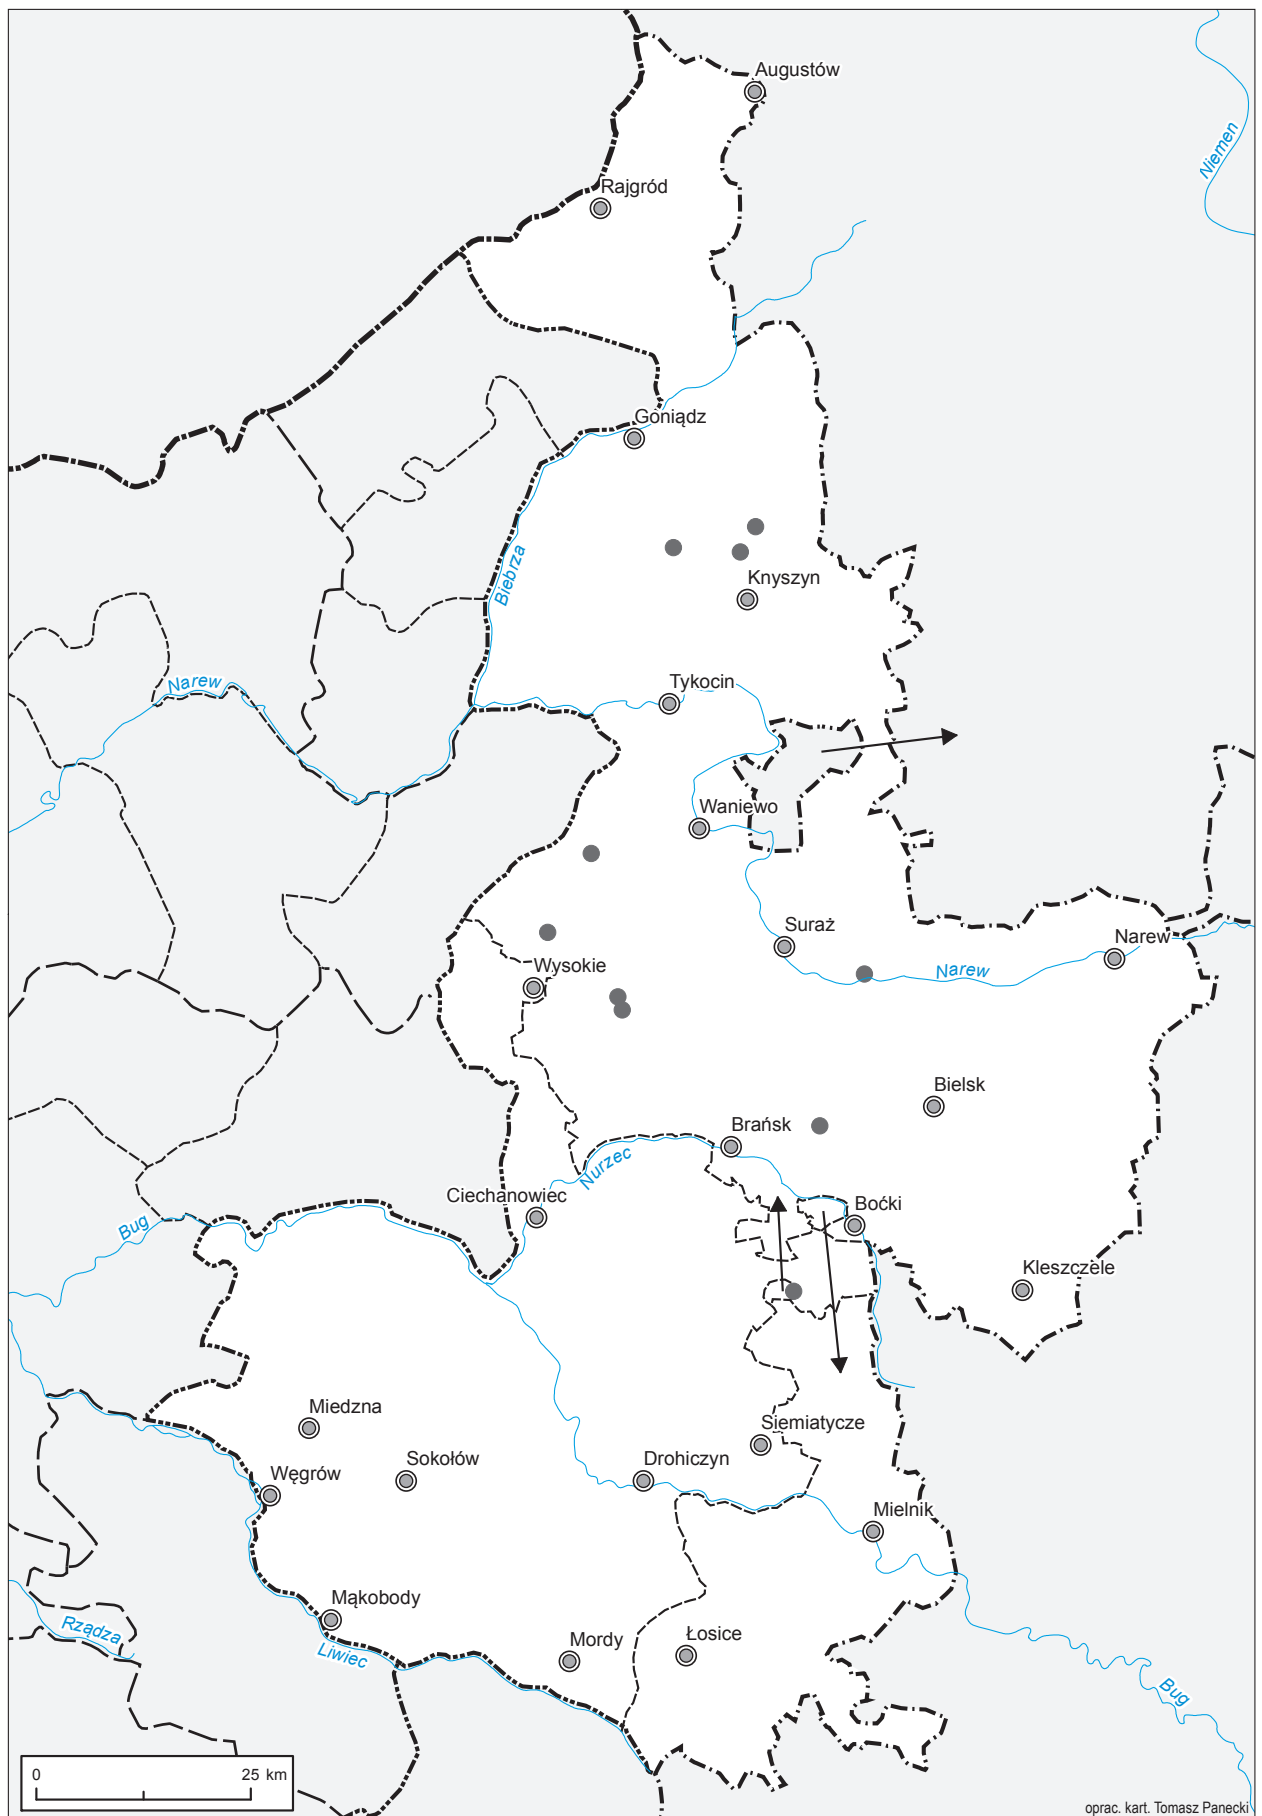 Augustów
Niemen
Rajgród
Goniądz
Biebrza
Knyszyn
Tykocin
Narew
Waniewo
Suraż
Narew
Narew
Wysokie
Bielsk
Brańsk
Nurzec
Ciechanowiec
Boćki
Bug
Kleszczele
Miedzna
Siemiatycze
Sokołów
Drohiczyn
Węgrów
Mielnik
Mąkobody
Rządza
Mordy
Łosice
Liwiec
Bug
0 25 km
oprac. kart. Tomasz Panecki